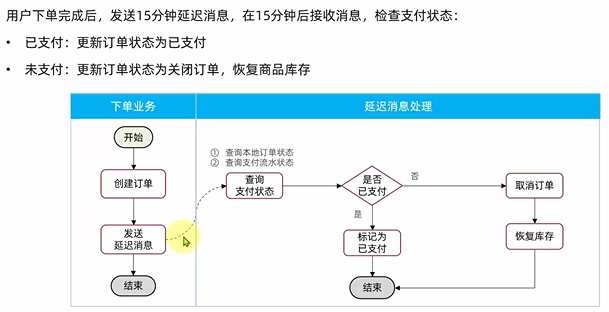 用户下单完成后，发送15分钟延迟消息，在15分钟后接收消息，检查支付状态：
• 已支付：更新订单状态为已支付
• 未支付：更新订单状态为关闭订单，恢复商品库存
下单业务
延迟消息处理
开始
创建订单
发送
延迟消息
结束
① 查询本地订单状态
② 查询支付流水状态
查询
支付状态
是否
已支付
否
是
标记为
已支付
结束
取消订单
恢复库存